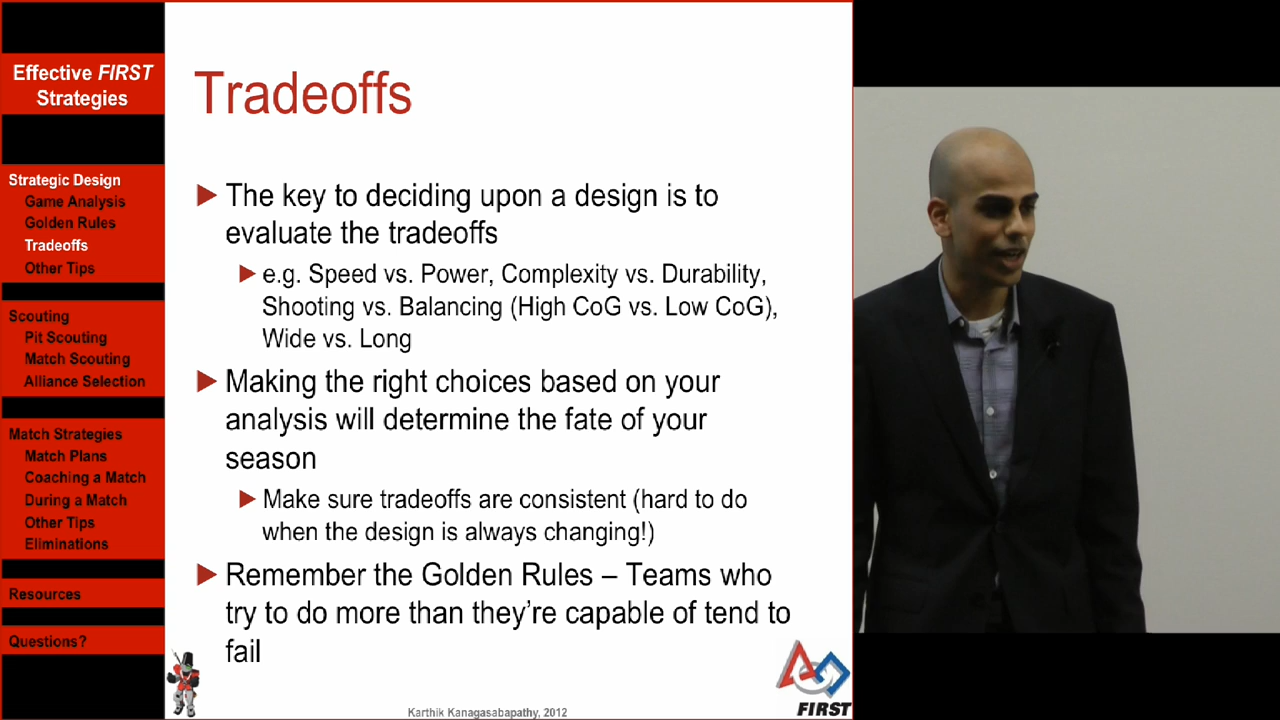 Effective FIRST
Strategies
Strategic Design
Game Analysis
Golden Rules
Tradeoffs
Other Tips
Scouting
Pit Scouting
Match Scouting
Alliance Selection
Match Strategies
Match Plans
Coaching a Match
During a Match
Other Tips
Eliminations
Resources
Questions?
Tradeoffs
The key to deciding upon a design is to
evaluate the tradeoffs
e.g. Speed vs. Power, Complexity vs. Durability,
Shooting vs. Balancing (High CoG vs. Low CoG),
Wide vs. Long
Making the right choices based on your
analysis will determine the fate of your
season
Make sure tradeoffs are consistent (hard to do
when the design is always changing!)
Remember the Golden Rules – Teams who
try to do more than they’re capable of tend to
fail
Karthik Kanagasabapathy, 2012
FIRST